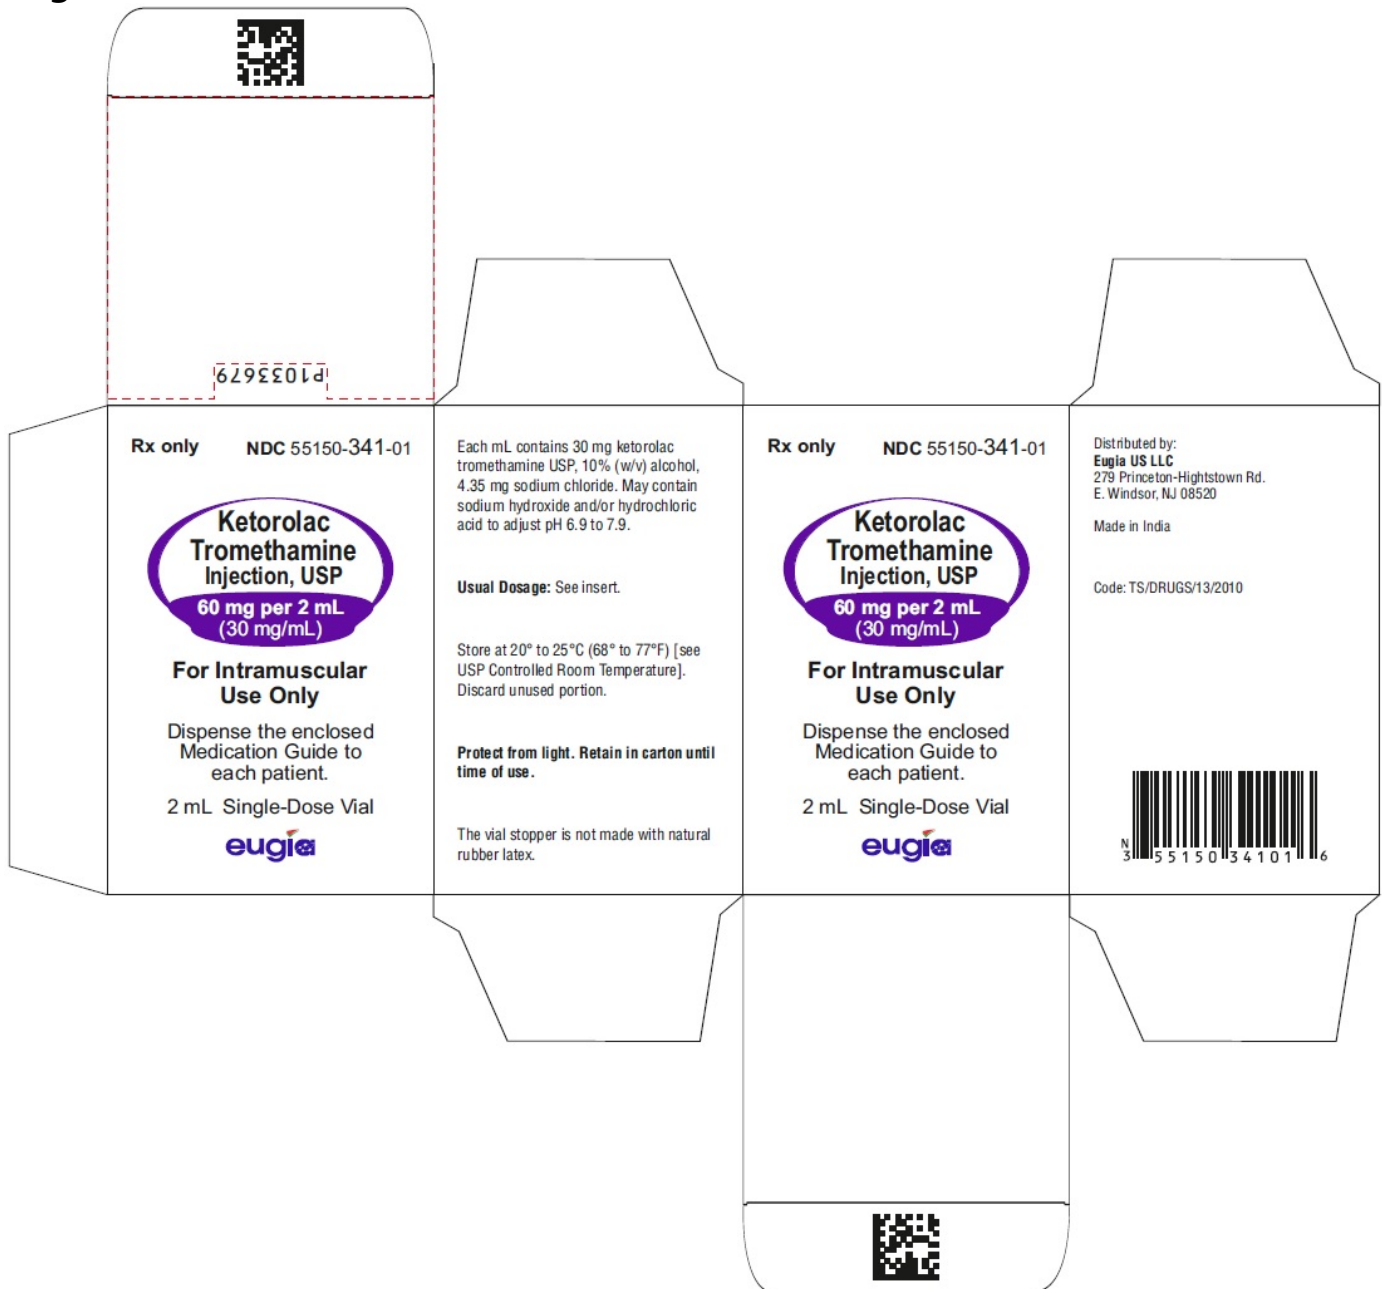 P1033679
Rx only NDC 55150-341-01
Ketorolac
Tromethamine
Injection, USP
60 mg per 2 mL
(30 mg/mL)
For Intramuscular
Use Only
Dispense the enclosed
Medication Guide to
each patient.
2 mL Single-Dose Vial
eugia
Each mL contains 30 mg ketorolac
tromethamine USP, 10% (w/v) alcohol,
4.35 mg sodium chloride. May contain
sodium hydroxide and/or hydrochloric
acid to adjust pH 6.9 to 7.9.
Usual Dosage: See insert.
Store at 20° to 25°C (68° to 77°F) [see
USP Controlled Room Temperature].
Discard unused portion.
Protect from light. Retain in carton until
time of use.
The vial stopper is not made with natural
rubber latex.
Rx only NDC 55150-341-01
Ketorolac
Tromethamine
Injection, USP
60 mg per 2 mL
(30 mg/mL)
For Intramuscular
Use Only
Dispense the enclosed
Medication Guide to
each patient.
2 mL Single-Dose Vial
eugia
Distributed by:
Eugia US LLC
279 Princeton-Hightstown Rd.
E. Windsor, NJ 08520
Made in India
Code: TS/DRUGS/13/2010
N
3 55150 34101 6